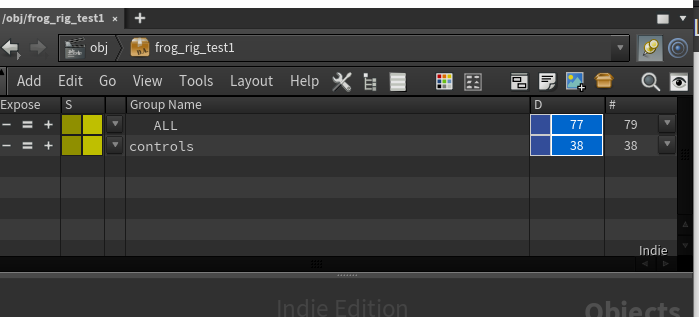 /obj/frog_rig_test1 × +
obj frog_rig_test1
Add Edit Go View Tools Layout Help
Expose S Group Name D #
− = + ALL 77 79
− = + controls 38 38
Indie
Indie Edition Objects